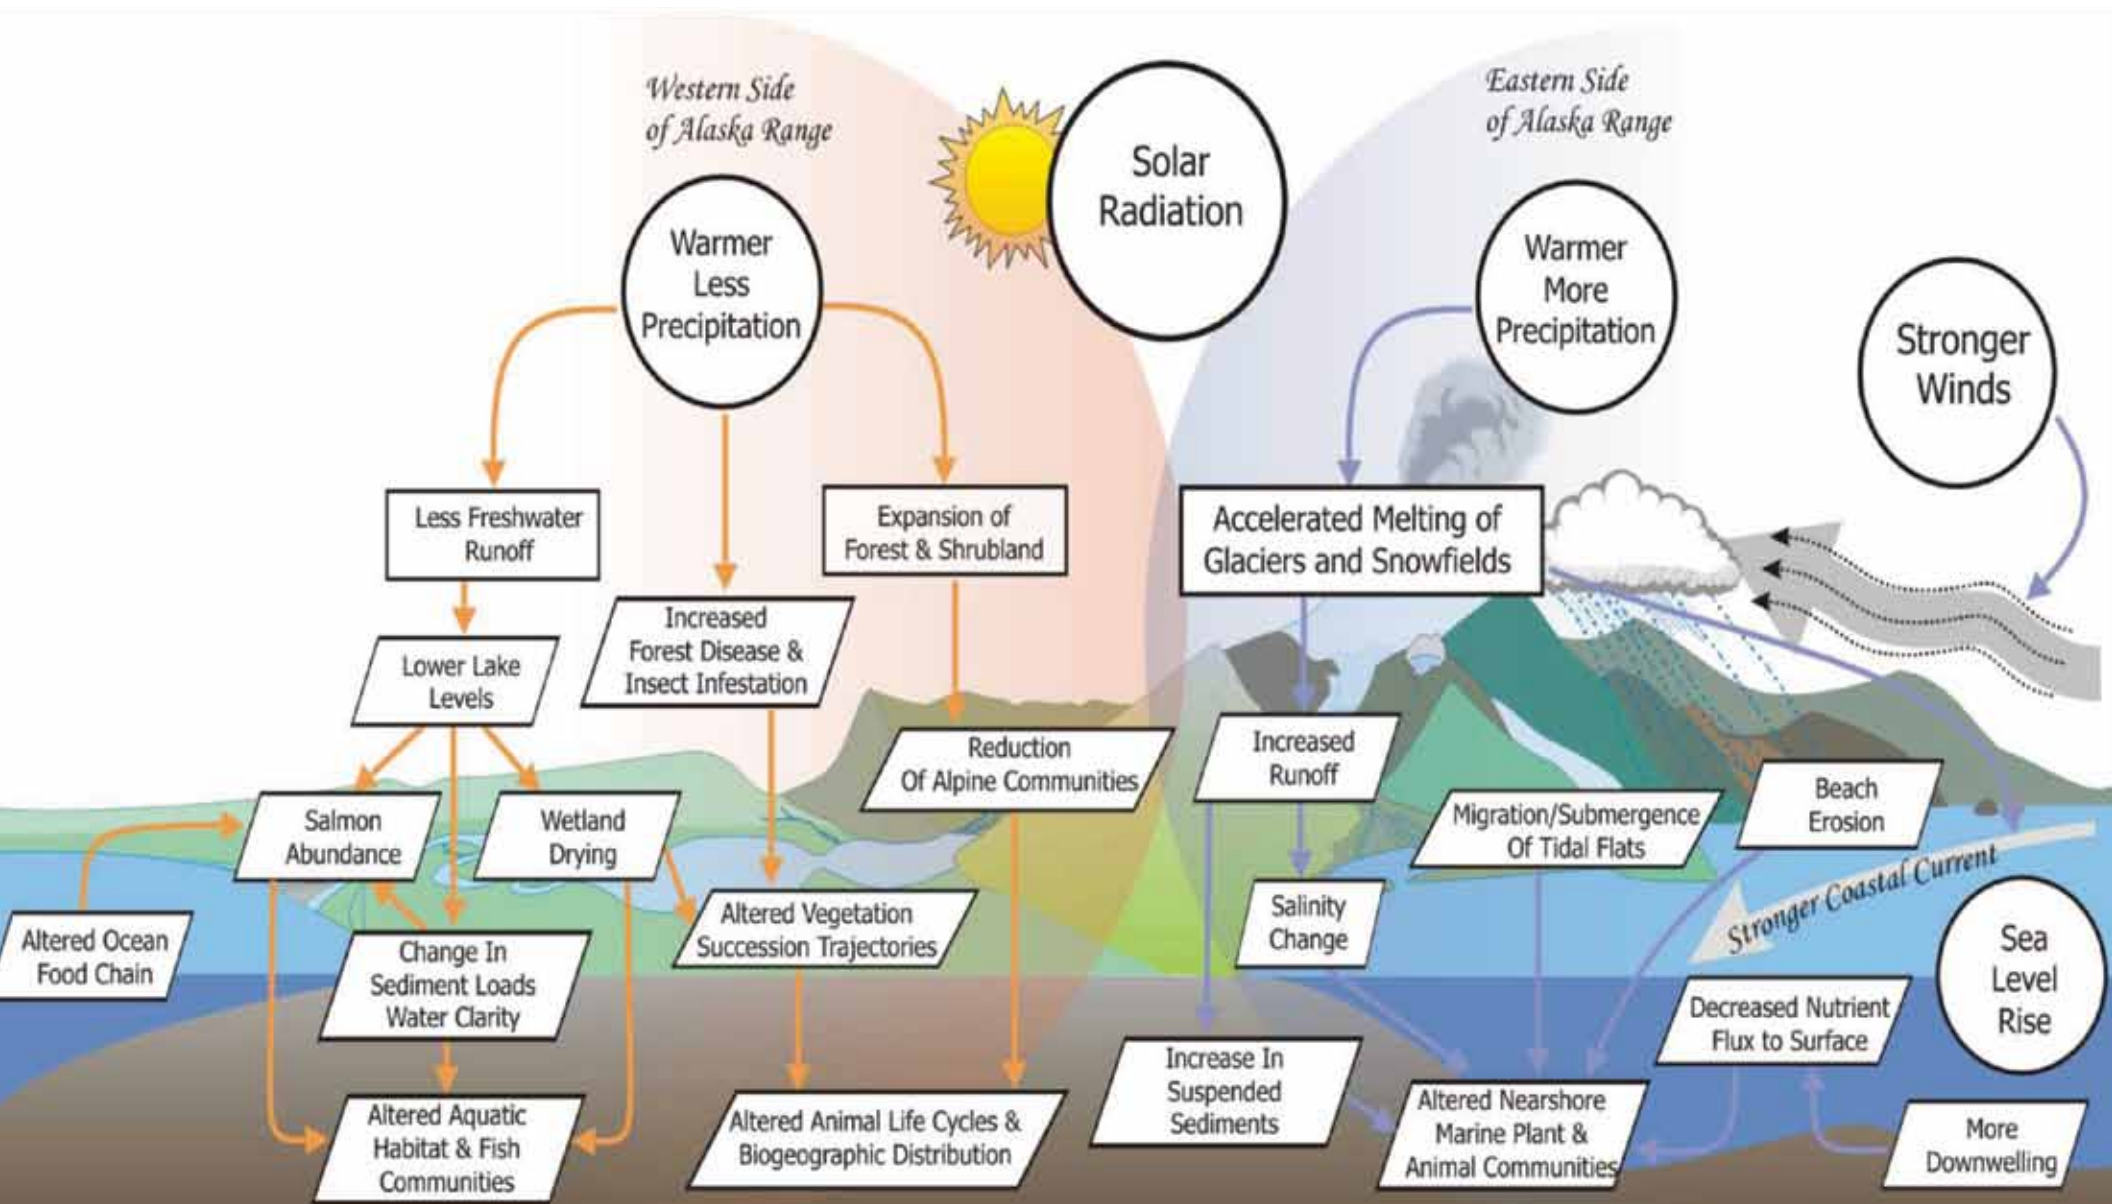 Western Side
of Alaska Range
Solar
Radiation
Eastern Side
of Alaska Range
Warmer
Less
Precipitation
Warmer
More
Precipitation
Stronger
Winds
Less Freshwater
Runoff
Expansion of
Forest & Shrubland
Accelerated Melting of
Glaciers and Snowfields
Increased
Forest Disease &
Insect Infestation
Lower Lake
Levels
Reduction
Of Alpine Communities
Increased
Runoff
Migration/Submergence
Of Tidal Flats
Beach
Erosion
Salmon
Abundance
Wetland
Drying
Stronger Coastal Current
Altered Ocean
Food Chain
Change In
Sediment Loads
Water Clarity
Altered Vegetation
Succession Trajectories
Salinity
Change
Sea
Level
Rise
Decreased Nutrient
Flux to Surface
Altered Aquatic
Habitat & Fish
Communities
Altered Animal Life Cycles &
Biogeographic Distribution
Increase In
Suspended
Sediments
Altered Nearshore
Marine Plant &
Animal Communities
More
Downwelling